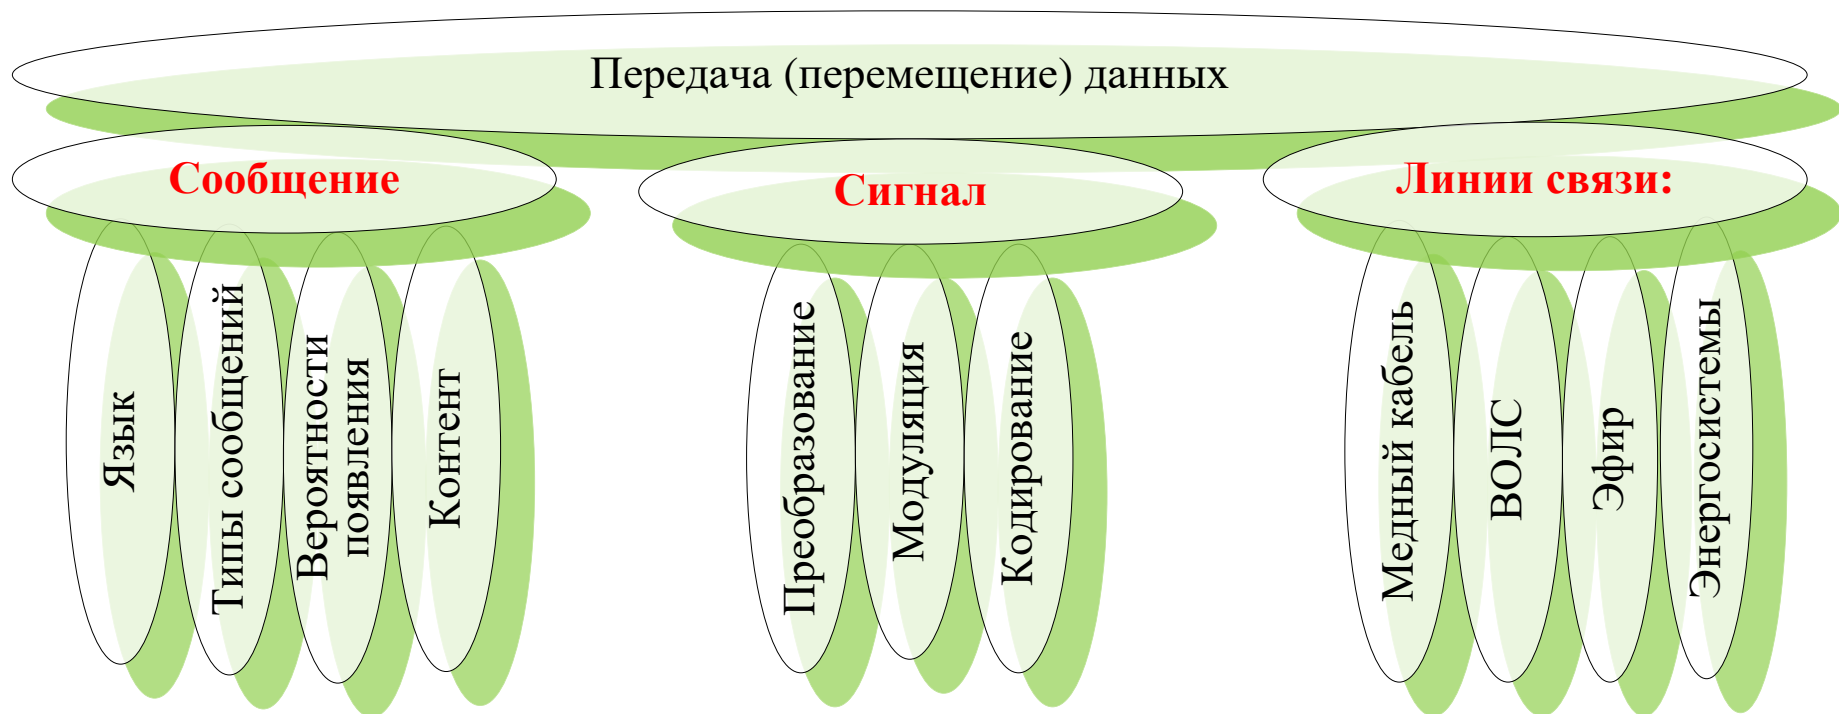 Передача (перемещение) данных
Сообщение
Сигнал
Линии связи:
Язык
Типы сообщений
Вероятности
появления
Контент
Преобразование
Модуляция
Кодирование
Медный кабель
ВОЛС
Эфир
Энергосистемы